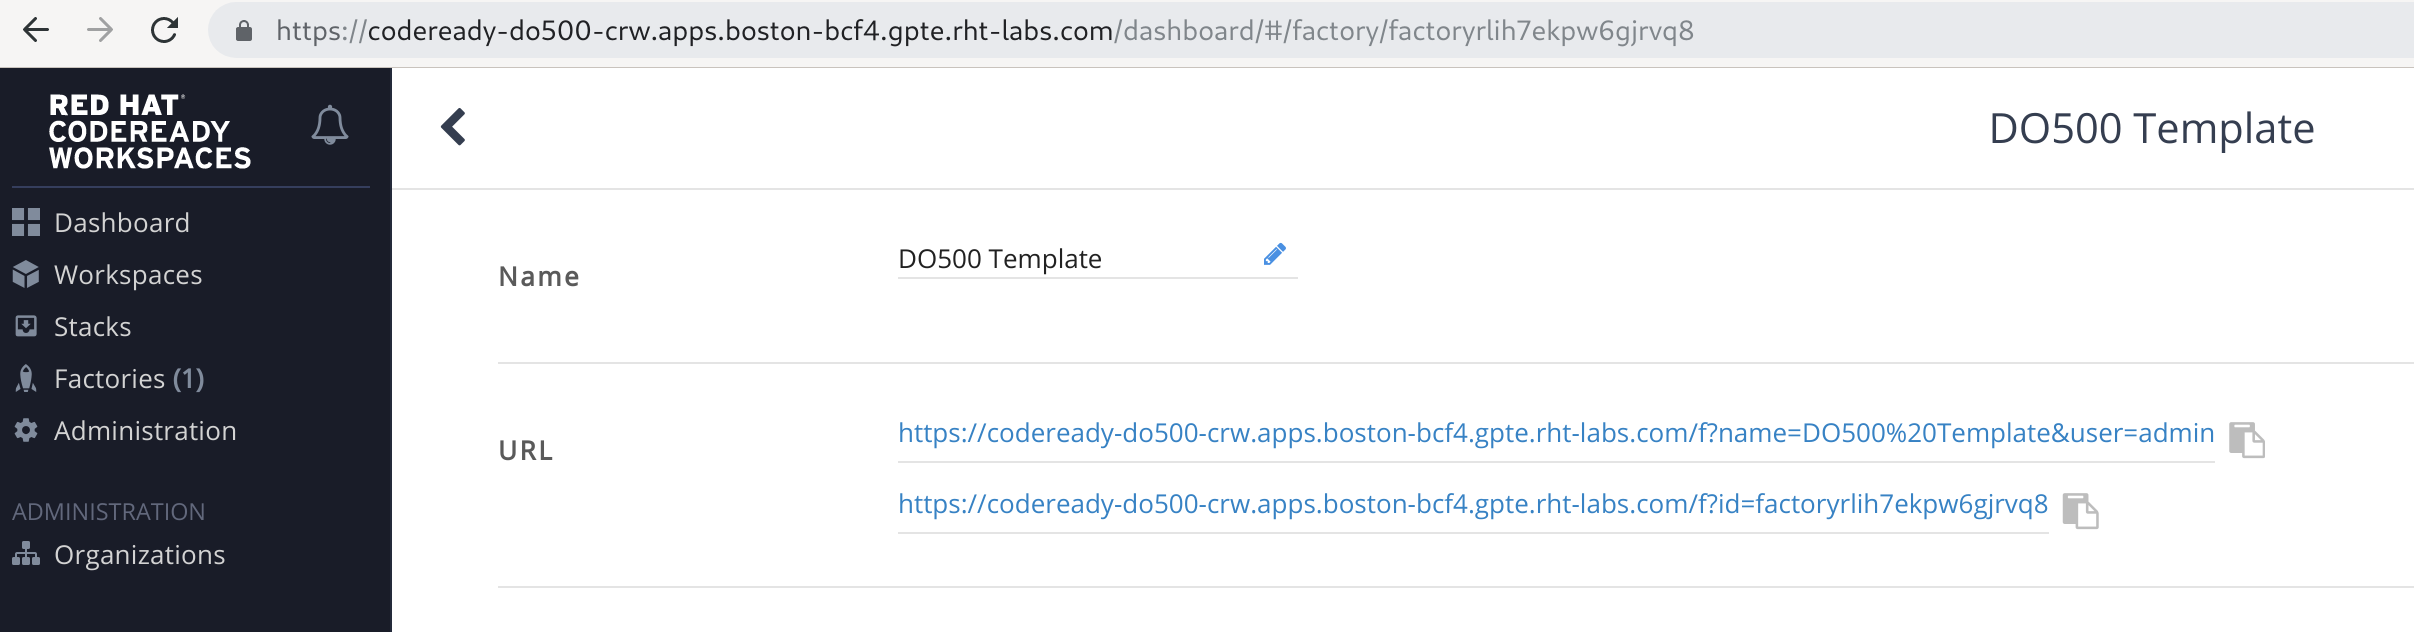 https://codeready-do500-crw.apps.boston-bcf4.gpte.rht-labs.com/dashboard/#/factory/factoryrlih7ekpw6gjrvq8
RED HAT
CODEREADY
WORKSPACES
DO500 Template
Dashboard
Workspaces
Stacks
Factories (1)
Administration
ADMINISTRATION
Organizations
Name
DO500 Template
URL
https://codeready-do500-crw.apps.boston-bcf4.gpte.rht-labs.com/f?name=DO500%20Template&user=admin
https://codeready-do500-crw.apps.boston-bcf4.gpte.rht-labs.com/f?id=factoryrlih7ekpw6gjrvq8